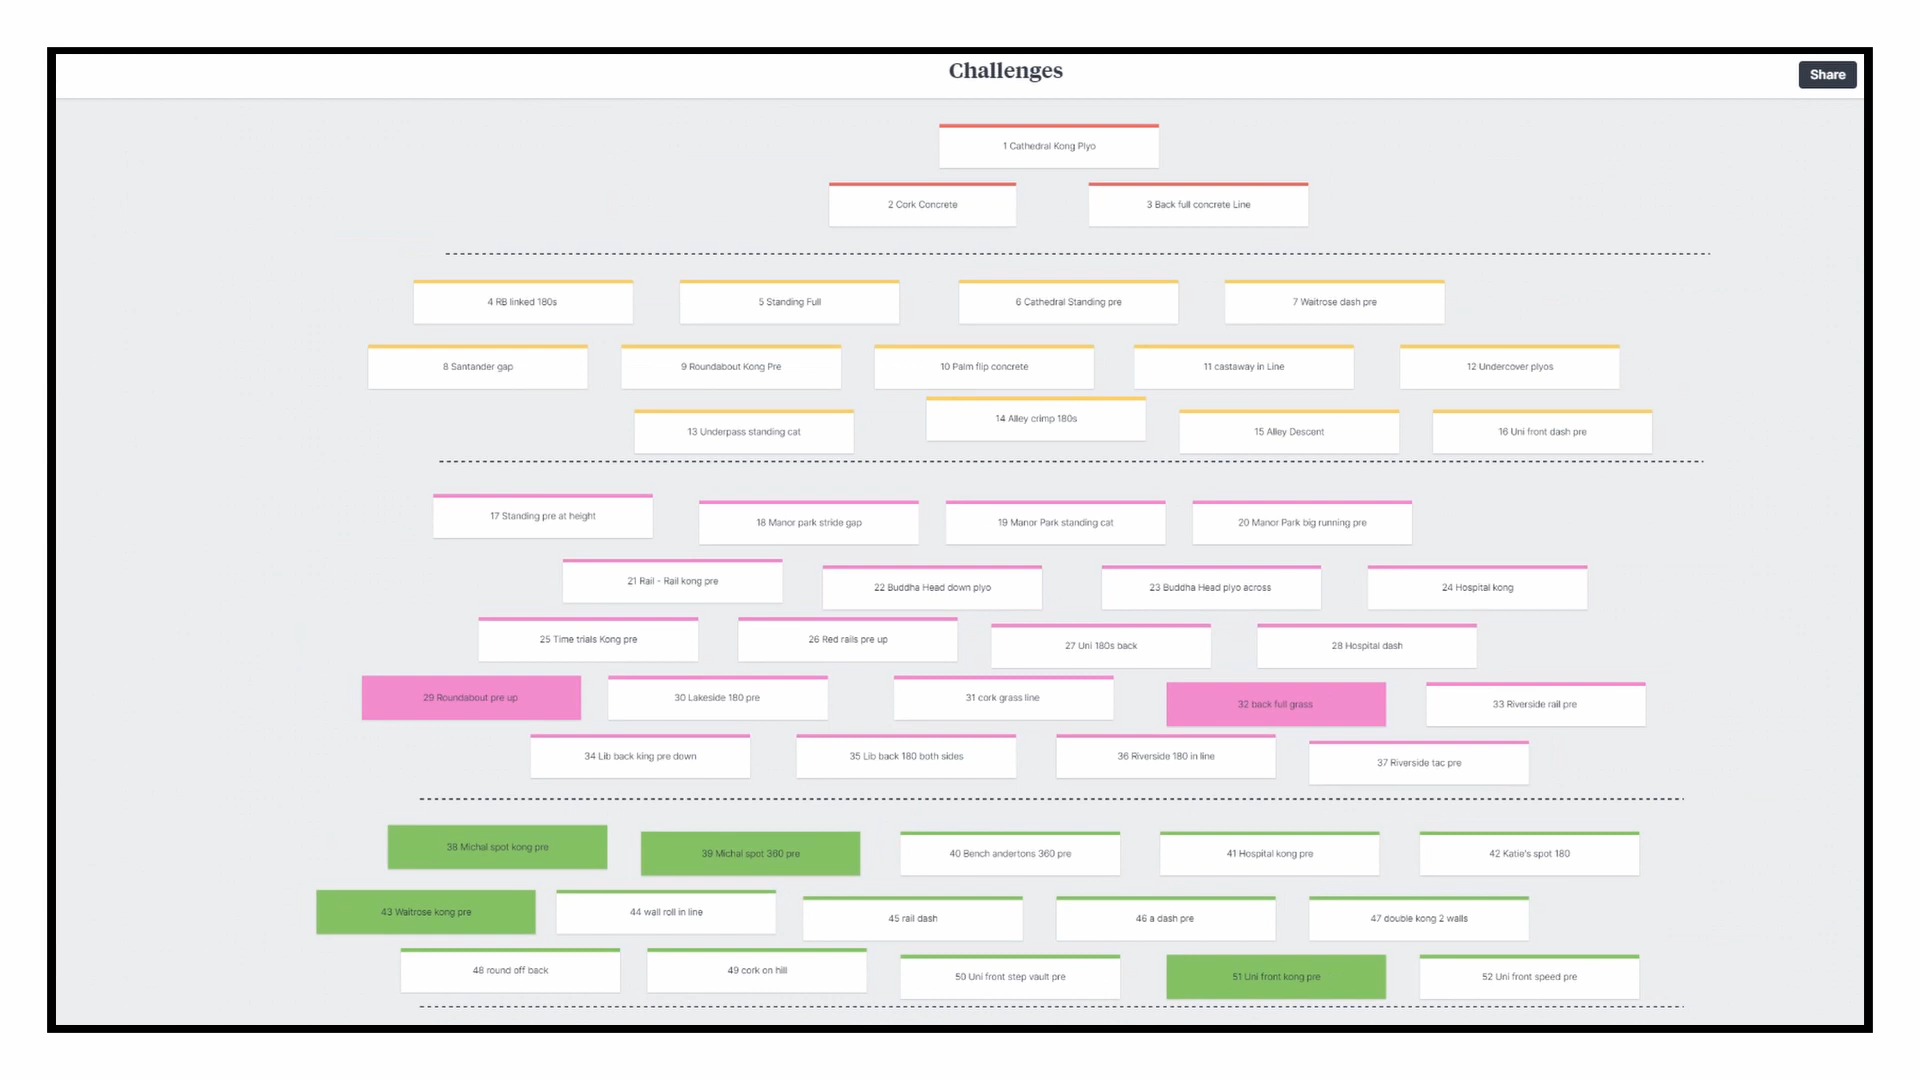 Challenges
Share
1 Cathedral Kong Plyo
2 Cork Concrete
3 Back full concrete Line
4 RB linked 180s
5 Standing Full
6 Cathedral Standing pre
7 Waitrose dash pre
8 Santander gap
9 Roundabout Kong Pre
10 Palm flip concrete
11 castaway in Line
12 Undercover plyos
13 Underpass standing cat
14 Alley crimp 180s
15 Alley Descent
16 Uni front dash pre
17 Standing pre at height
18 Manor park stride gap
19 Manor Park standing cat
20 Manor Park big running pre
21 Rail - Rail kong pre
22 Buddha Head down plyo
23 Buddha Head plyo across
24 Hospital kong
25 Time trials Kong pre
26 Red rails pre up
27 Uni 180s back
28 Hospital dash
29 Roundabout pre up
30 Lakeside 180 pre
31 cork grass line
32 back full grass
33 Riverside rail pre
34 Lib back king pre down
35 Lib back 180 both sides
36 Riverside 180 in line
37 Riverside tac pre
38 Michal spot kong pre
39 Michal spot 360 pre
40 Bench andertons 360 pre
41 Hospital kong pre
42 Katie's spot 180
43 Waitrose kong pre
44 wall roll in line
45 rail dash
46 a dash pre
47 double kong 2 walls
48 round off back
49 cork on hill
50 Uni front step vault pre
51 Uni front kong pre
52 Uni front speed pre